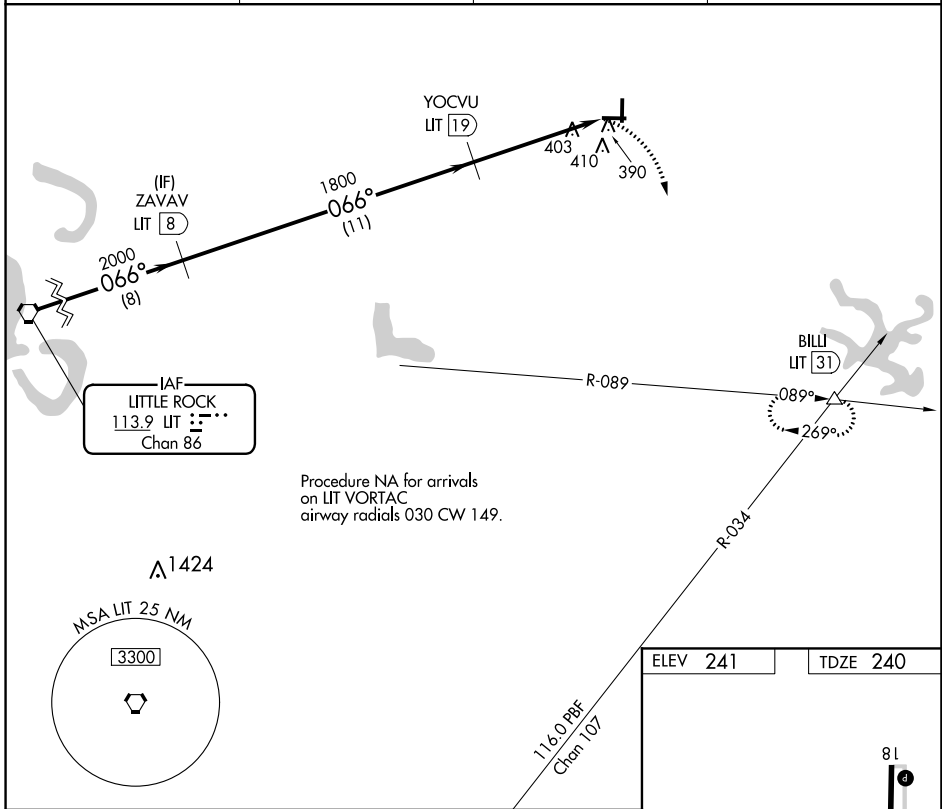 YOCVU
LIT 19
403
410
390
(IF)
ZAVAV
LIT 8
1800
066°
(11)
2000
066°
(8)
IAF
LITTLE ROCK
113.9 LIT
Chan 86
BILLI
LIT 31
R-089
089°
269°
Procedure NA for arrivals
on LIT VORTAC
airway radials 030 CW 149.
R-034
1424
MSA LIT 25 NM
3300
116.0 PBF
Chan 107
ELEV 241
TDZE 240
18
P